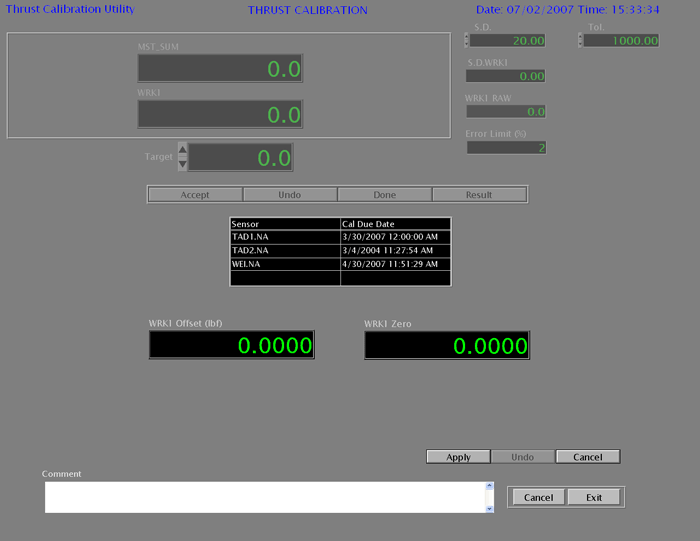 Thrust Calibration Utility THRUST CALIBRATION Date: 07/02/2007 Time: 15:33:34
S.D. Tol.
20.00 1000.00
MST_SUM
0.0
S.D.WRK1
0.00
WRK1
0.0
WRK1 RAW
0.0
Error Limit (%)
2
Target 0.0
Accept Undo Done Result
Sensor Cal Due Date
TAD1.NA 3/30/2007 12:00:00 AM
TAD2.NA 3/4/2004 11:27:54 AM
WEI.NA 4/30/2007 11:51:29 AM
WRK1 Offset (lbf) WRK1 Zero
0.0000 0.0000
Apply Undo Cancel
Comment
Cancel Exit